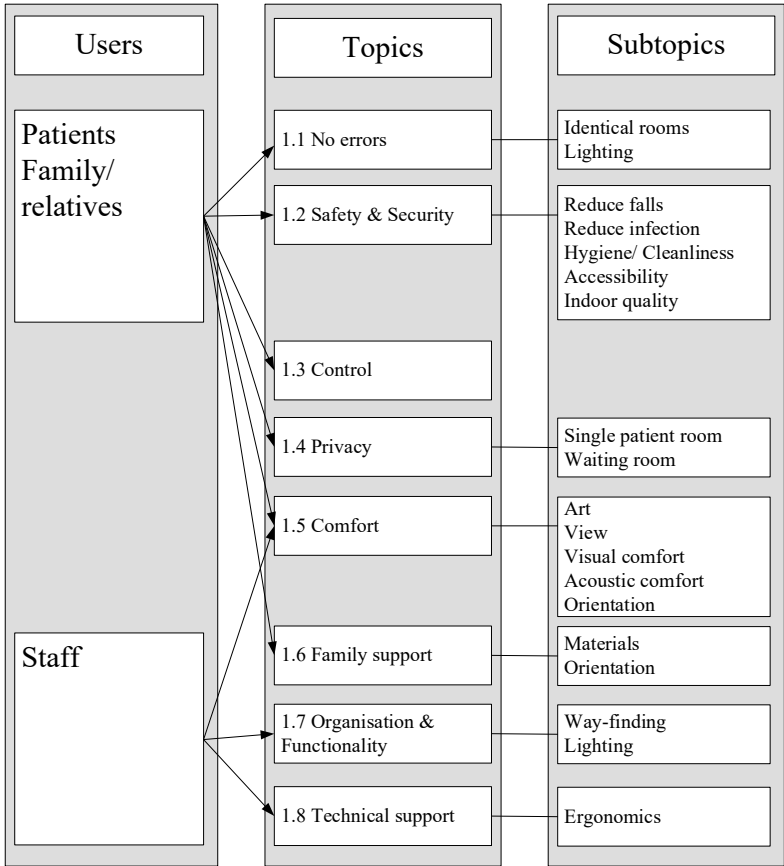 Users
Topics
Subtopics
Patients
Family/
relatives
1.1 No errors
Identical rooms
Lighting
1.2 Safety & Security
Reduce falls
Reduce infection
Hygiene/ Cleanliness
Accessibility
Indoor quality
1.3 Control
1.4 Privacy
Single patient room
Waiting room
1.5 Comfort
Art
View
Visual comfort
Acoustic comfort
Orientation
Staff
1.6 Family support
Materials
Orientation
1.7 Organisation &
Functionality
Way-finding
Lighting
1.8 Technical support
Ergonomics